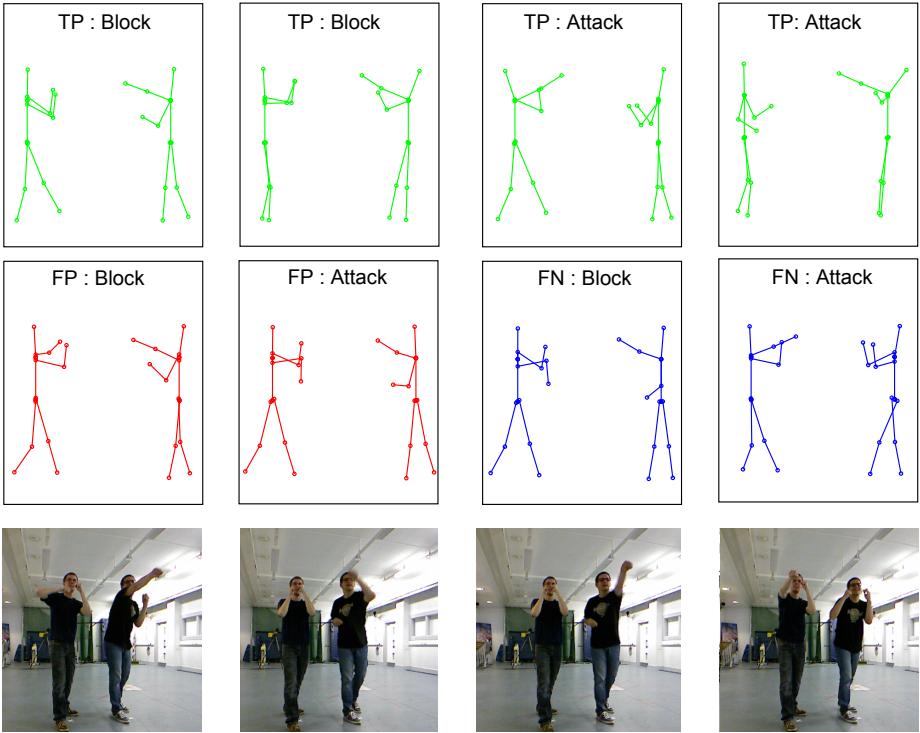 TP : Block
TP : Block
TP : Attack
TP : Attack
FP : Block
FP : Attack
FN : Block
FN : Attack